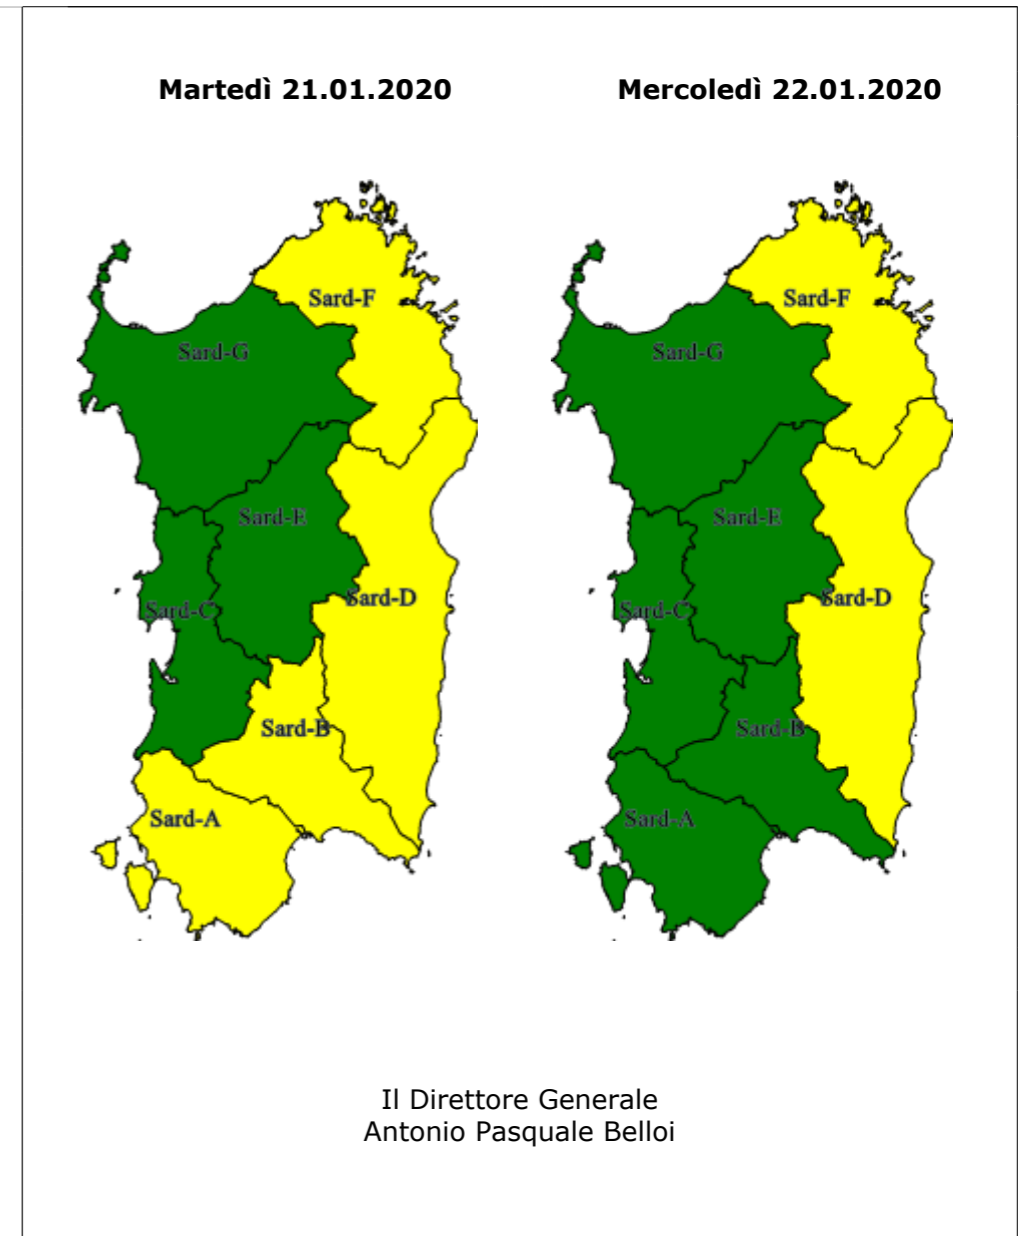 Martedì 21.01.2020
Mercoledì 22.01.2020
Sard-F
Sard-G
Sard-E
Sard-D
Sard-C
Sard-B
Sard-A
Sard-F
Sard-G
Sard-E
Sard-D
Sard-C
Sard-B
Sard-A
Il Direttore Generale
Antonio Pasquale Belloi